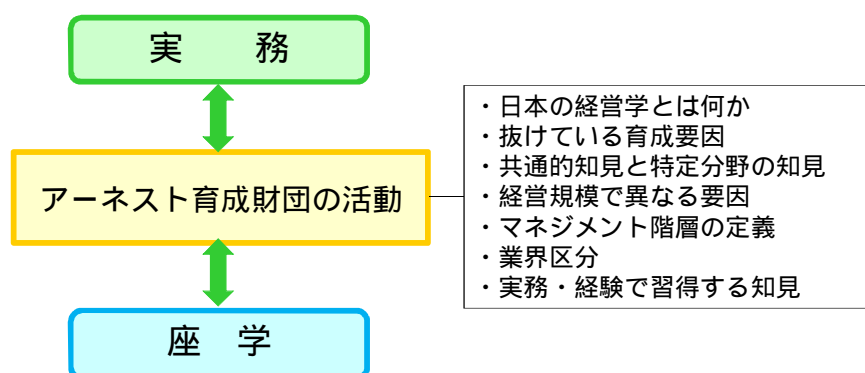 実　　務
アーネスト育成財団の活動
座　学
・日本の経営学とは何か
・抜けている育成要因
・共通的知見と特定分野の知見
・経営規模で異なる要因
・マネジメント階層の定義
・業界区分
・実務・経験で習得する知見